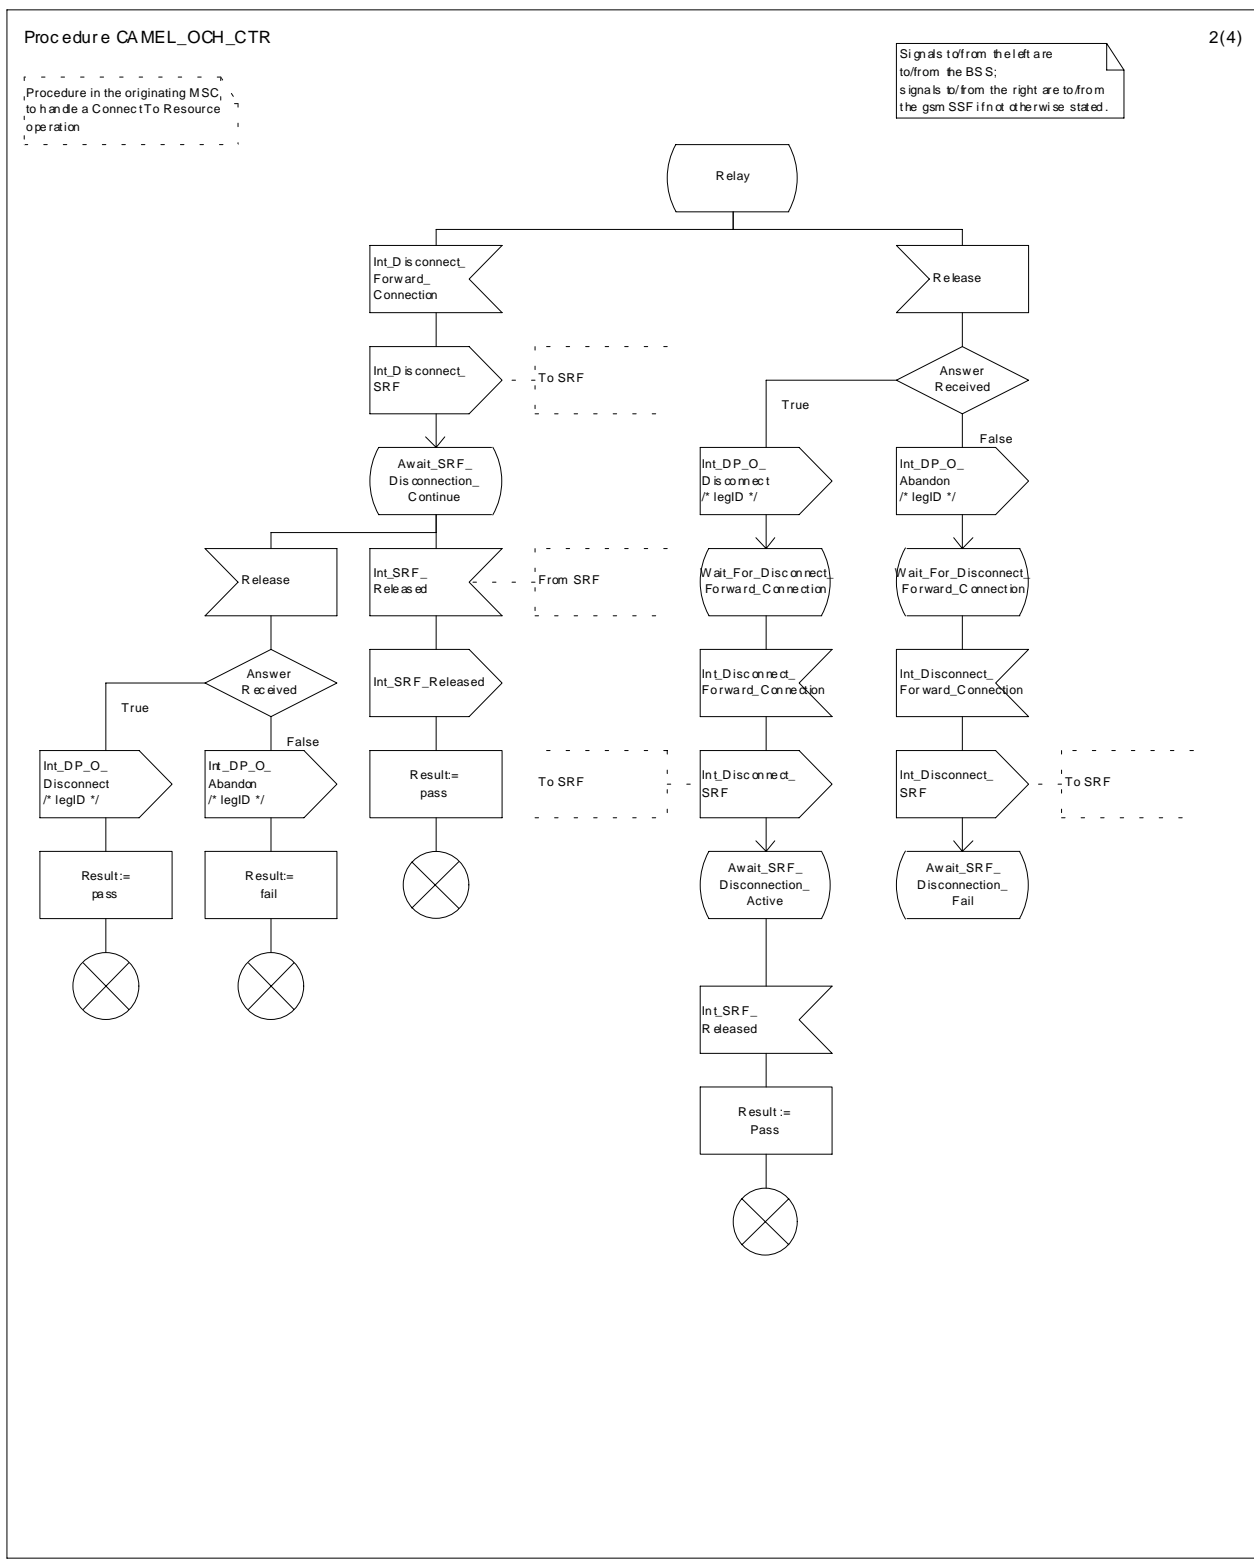 Procedure CAMEL_OCH_CTR
2(4)
Procedure in the originating MSC
to handle a Connect To Resource
operation
Signals to/from the left are
to/from the BSS;
signals to/from the right are to/from
the gsm SSF if not otherwise stated.
Relay
Int_Disconnect_
Forward_
Connection
Release
Int_Disconnect_
SRF
To SRF
Answer
Received
True
False
Await_SRF_
Disconnection_
Continue
Int_DP_O_
Disconnect
/* legID */
Int_DP_O_
Abandon
/* legID */
Release
Int_SRF_
Released
From SRF
Wait_For_Disconnect_
Forward_Connection
Wait_For_Disconnect_
Forward_Connection
Answer
Received
True
False
Int_SRF_Released
Int_Disconnect_
Forward_Connection
Int_Disconnect_
Forward_Connection
Int_DP_O_
Disconnect
/* legID */
Int_DP_O_
Abandon
/* legID */
Result:=
pass
To SRF
Int_Disconnect_
SRF
Int_Disconnect_
SRF
To SRF
Result:=
pass
Result:=
fail
Await_SRF_
Disconnection_
Active
Await_SRF_
Disconnection_
Fail
Int_SRF_
Released
Result:=
Pass